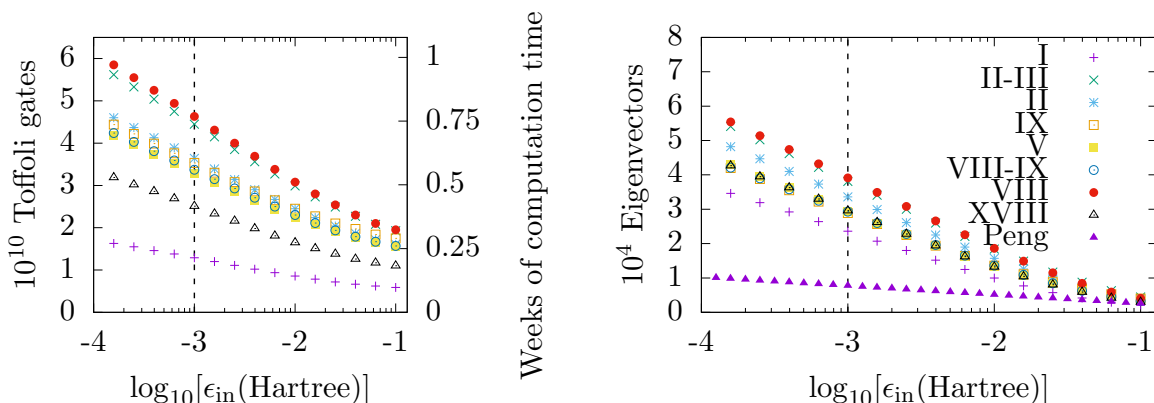 10^10 Toffoli gates
6
5
4
3
2
1
0
1
0.75
0.5
0.25
0
Weeks of computation time
-4 -3 -2 -1
log10[ϵin(Hartree)]
10^4 Eigenvectors
8
7
6
5
4
3
2
1
0
I
II-III
II
IX
V
VIII-IX
VIII
XVIII
Peng
-4 -3 -2 -1
log10[ϵin(Hartree)]